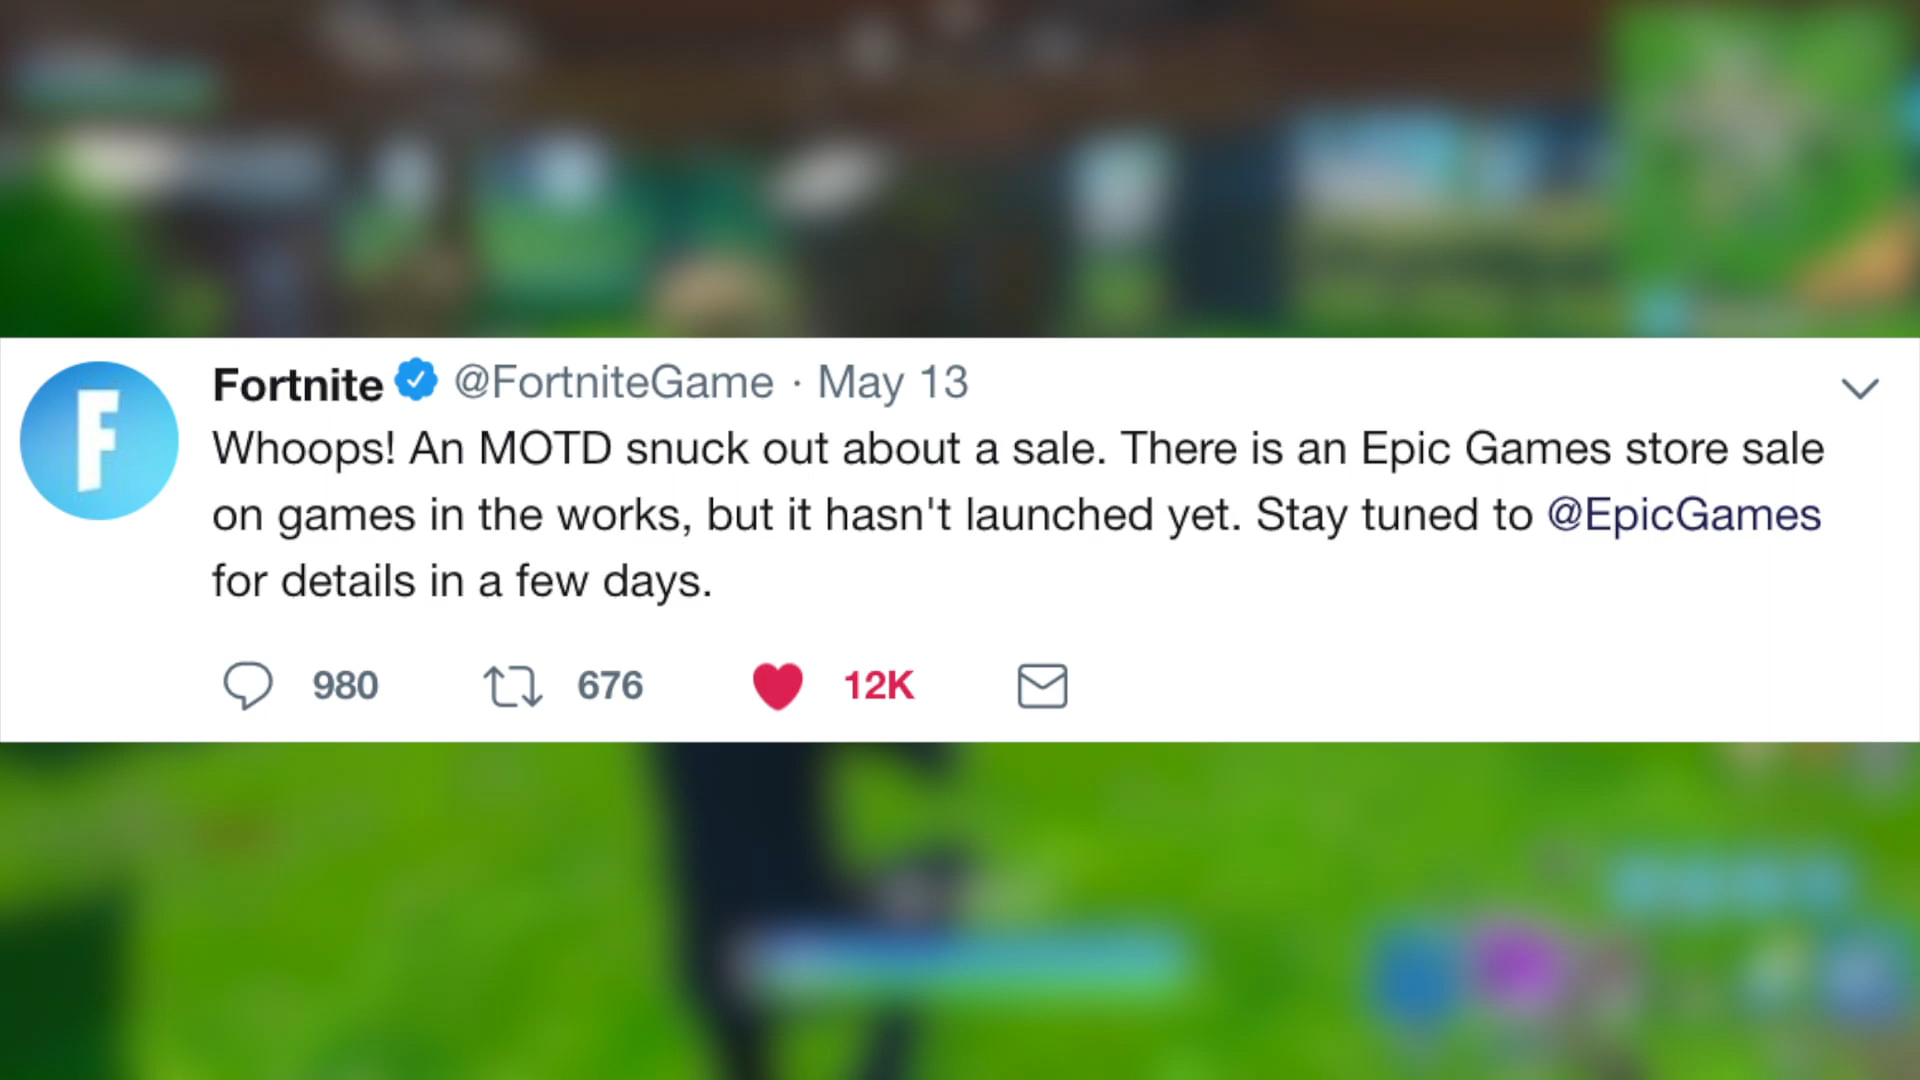 Fortnite @FortniteGame · May 13
Whoops! An MOTD snuck out about a sale. There is an Epic Games store sale
on games in the works, but it hasn't launched yet. Stay tuned to @EpicGames
for details in a few days.
980 676 12K